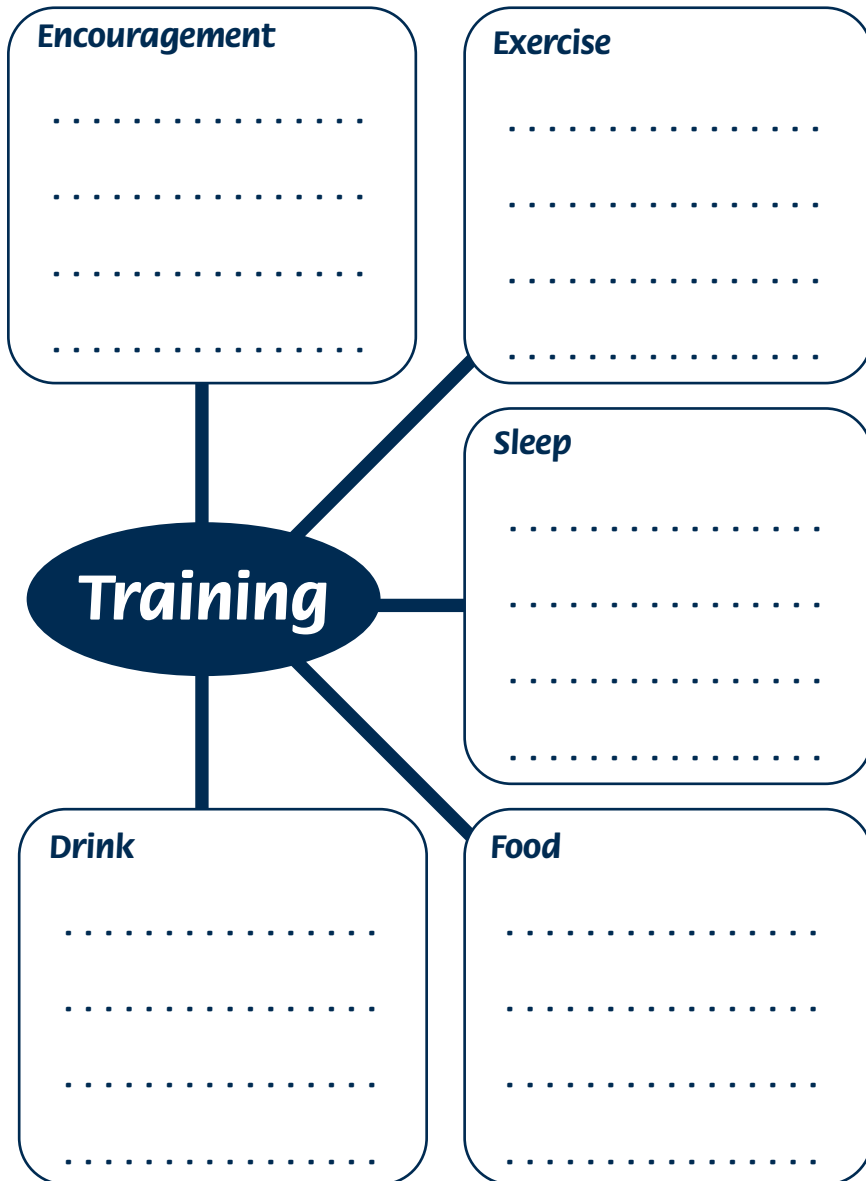 Encouragement
Exercise
Sleep
Training
Drink
Food